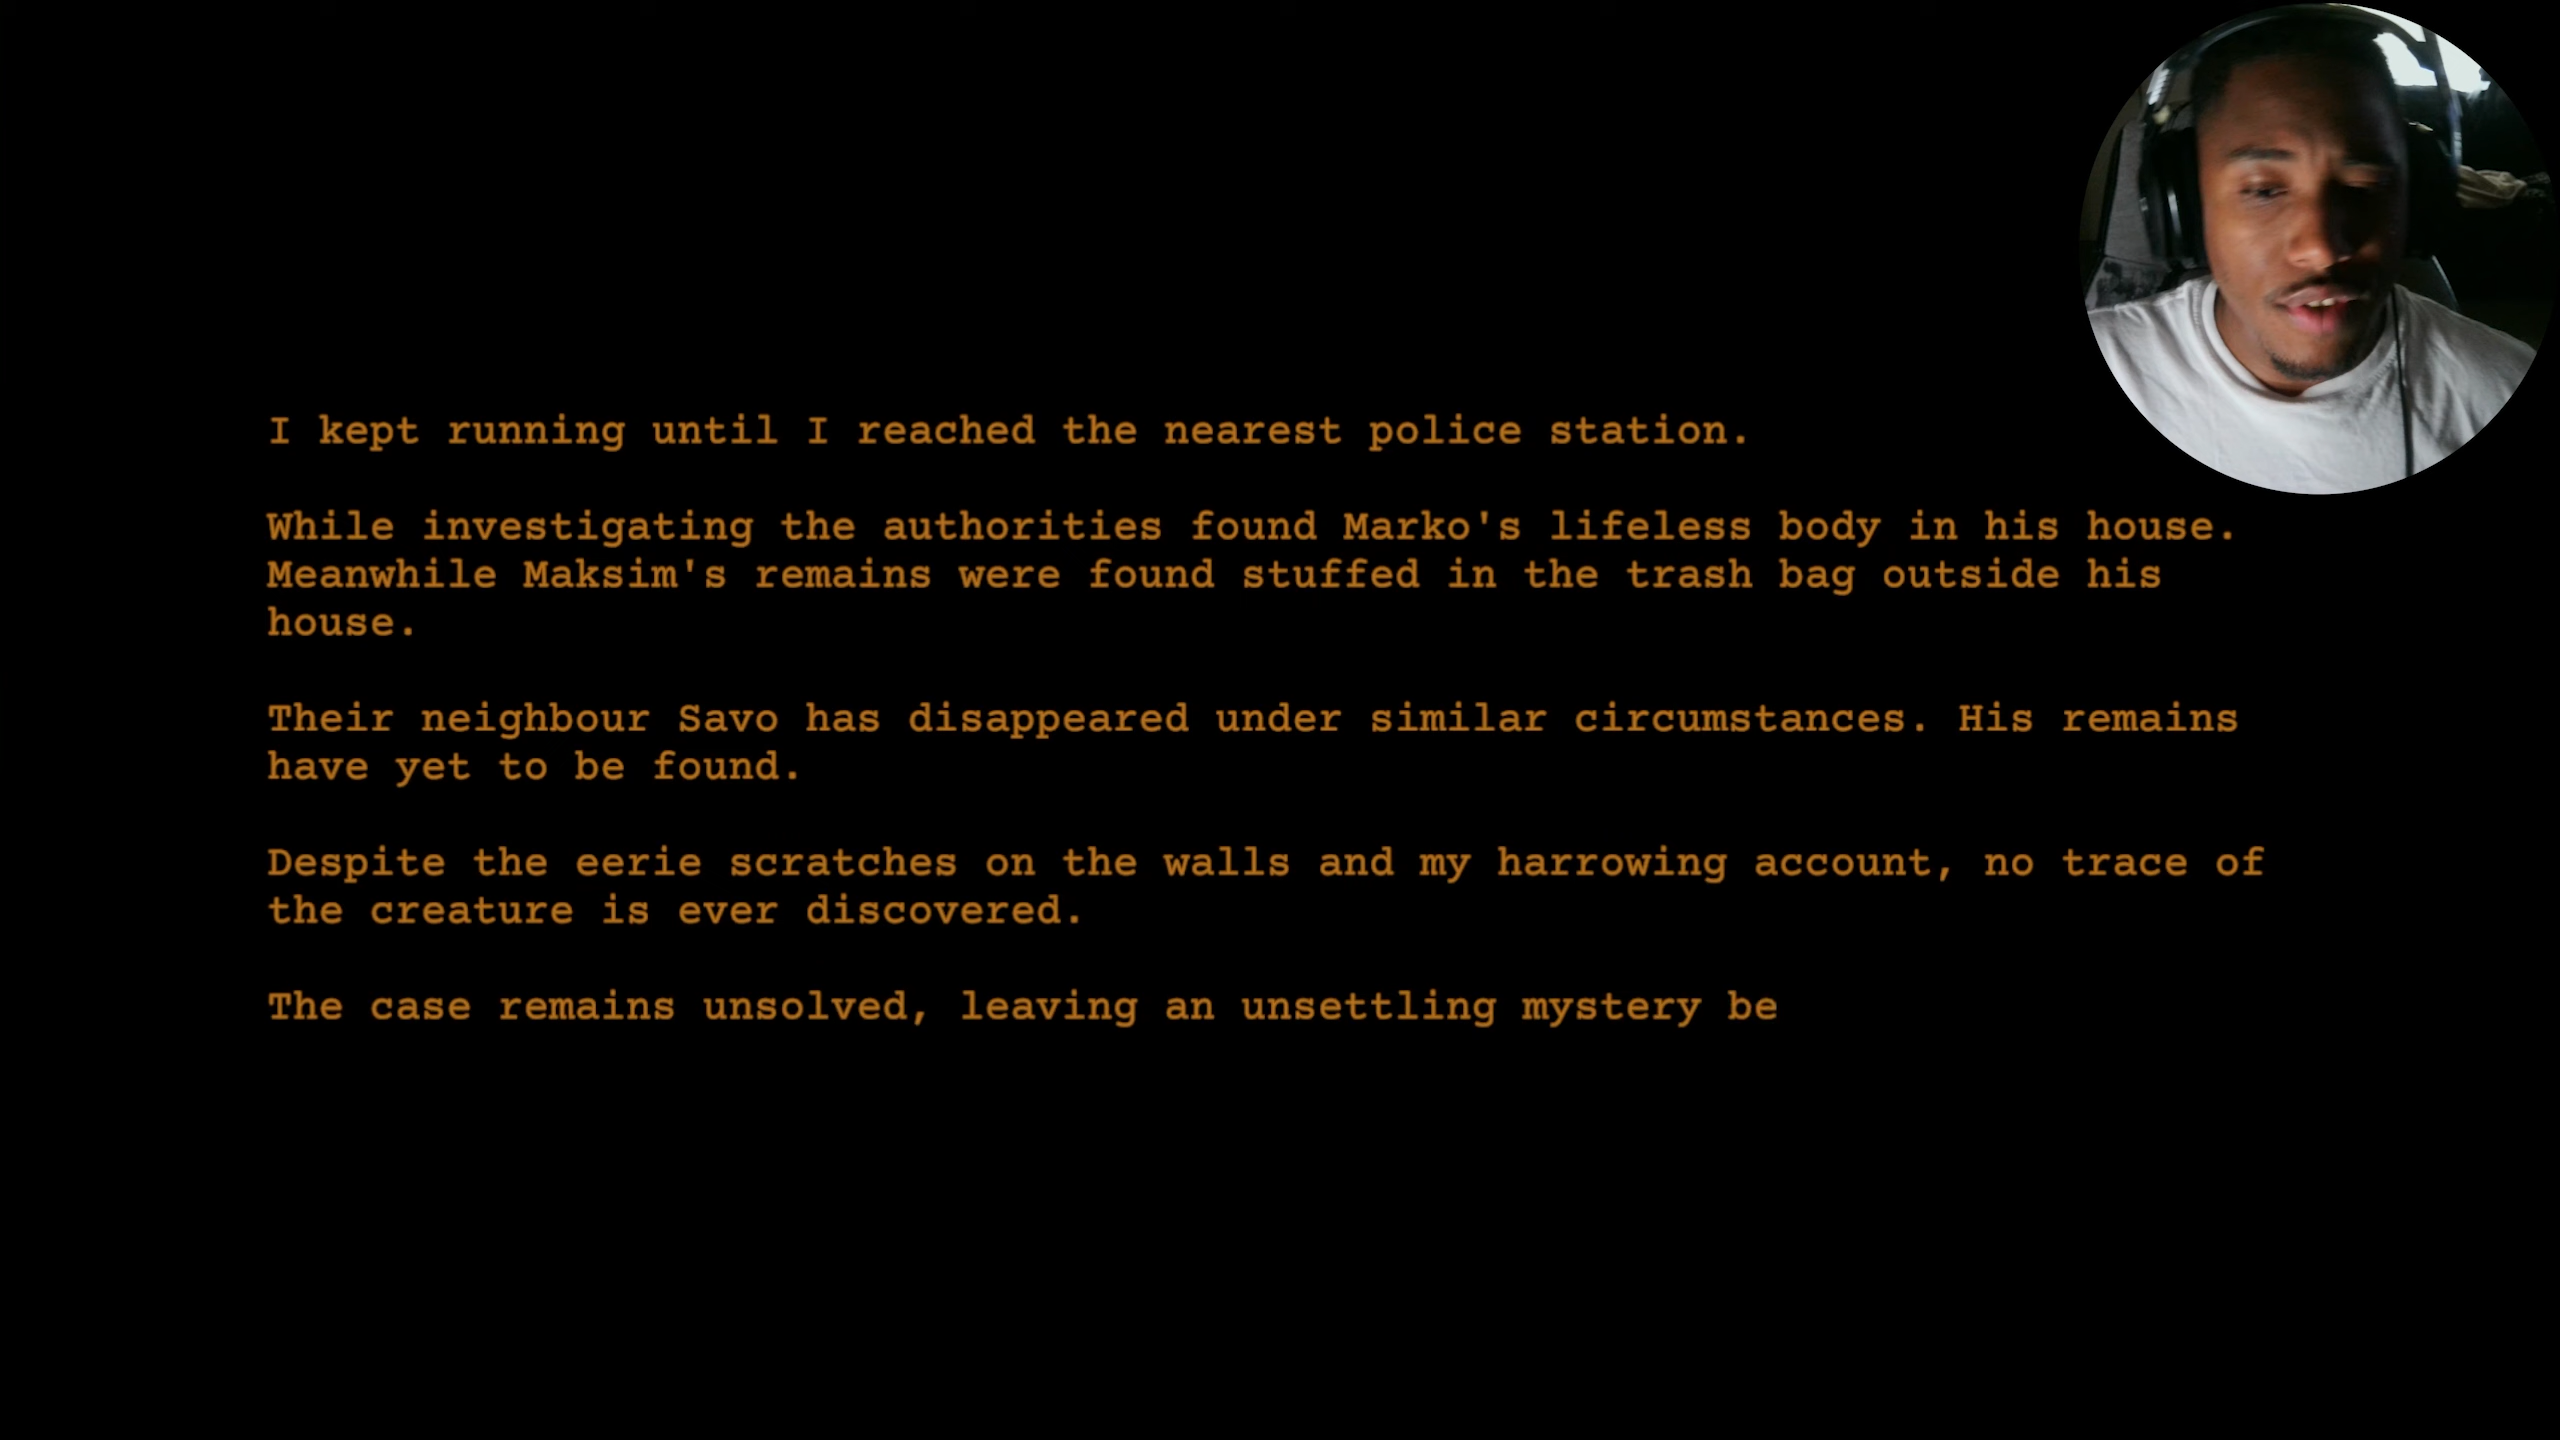 I kept running until I reached the nearest police station.
While investigating the authorities found Marko's lifeless body in his house.
Meanwhile Maksim's remains were found stuffed in the trash bag outside his
house.
Their neighbour Savo has disappeared under similar circumstances. His remains
have yet to be found.
Despite the eerie scratches on the walls and my harrowing account, no trace of
the creature is ever discovered.
The case remains unsolved, leaving an unsettling mystery be